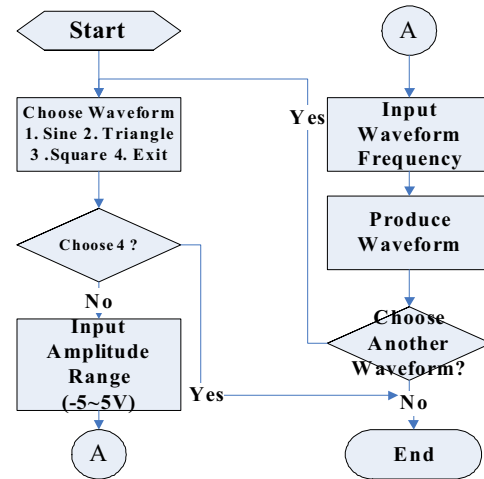 Start
Choose Waveform
1. Sine 2. Triangle
3 .Square 4. Exit
Choose 4 ?
No
Input
Amplitude
Range
(-5~5V)
Yes
A
A
Input
Waveform
Frequency
Yes
Produce
Waveform
Choose
Another
Waveform?
No
End